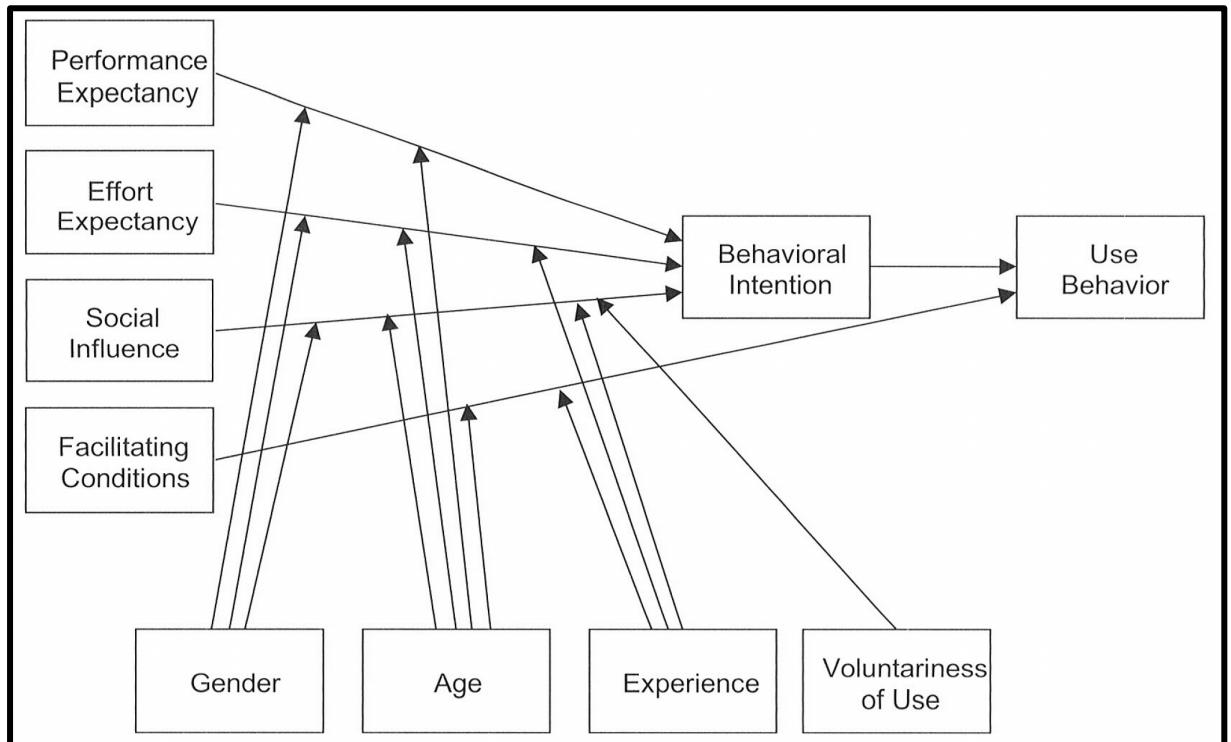 Performance
Expectancy
Effort
Expectancy
Social
Influence
Facilitating
Conditions
Behavioral
Intention
Use
Behavior
Gender
Age
Experience
Voluntariness
of Use